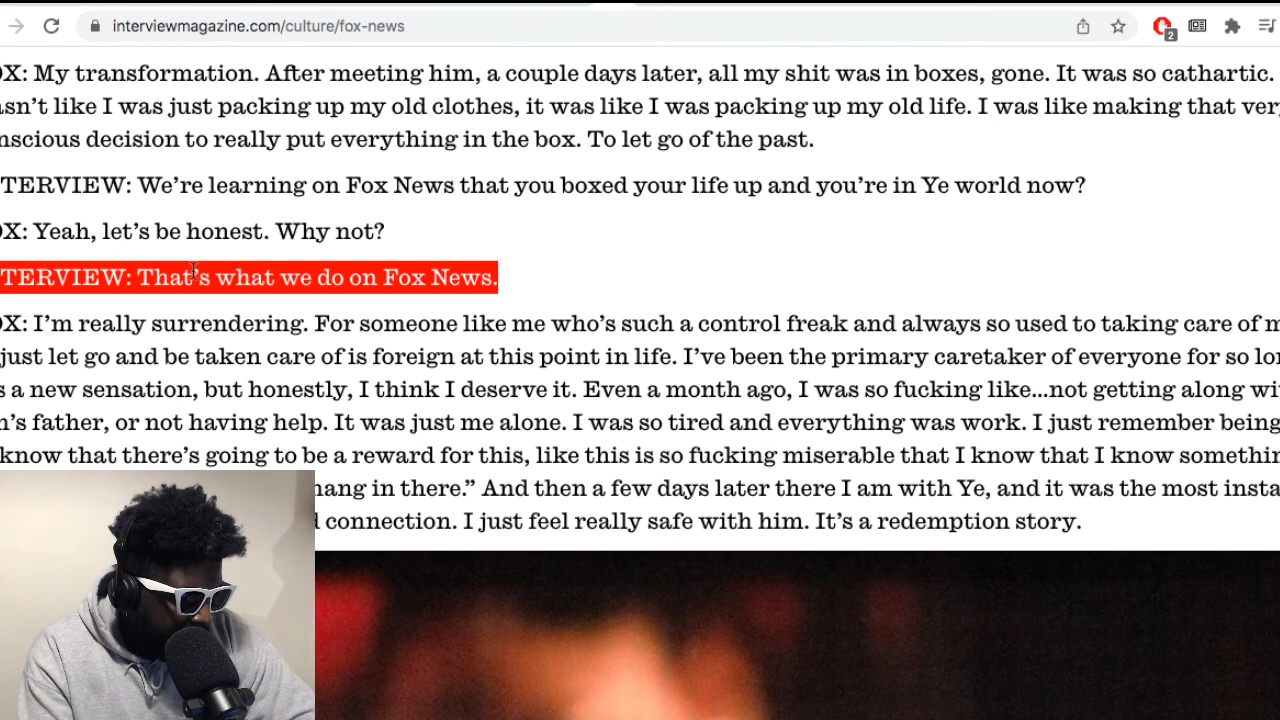 interviewmagazine.com/culture/fox-news
2
OX: My transformation. After meeting him, a couple days later, all my shit was in boxes, gone. It was so cathartic.
asn’t like I was just packing up my old clothes, it was like I was packing up my old life. I was like making that ver
nscious decision to really put everything in the box. To let go of the past.
TERVIEW: We’re learning on Fox News that you boxed your life up and you’re in Ye world now?
OX: Yeah, let’s be honest. Why not?
TERVIEW: That’s what we do on Fox News.
OX: I’m really surrendering. For someone like me who’s such a control freak and always so used to taking care of m
just let go and be taken care of is foreign at this point in life. I’ve been the primary caretaker of everyone for so lon
s a new sensation, but honestly, I think I deserve it. Even a month ago, I was so fucking like...not getting along wi
n’s father, or not having help. It was just me alone. I was so tired and everything was work. I just remember being
know that there’s going to be a reward for this, like this is so fucking miserable that I know that I know somethin
hang in there.” And then a few days later there I am with Ye, and it was the most insta
connection. I just feel really safe with him. It’s a redemption story.